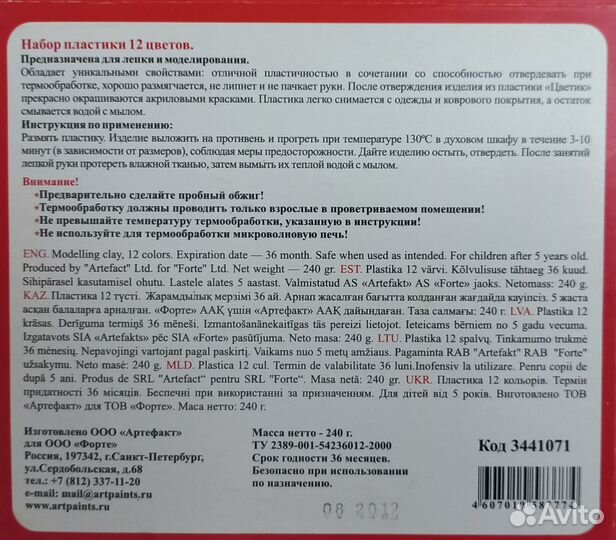 Набор пластики 12 цветов.
Предназначена для лепки и моделирования.
Обладает уникальными свойствами: отличной пластичностью в сочетании со способностью отвердевать при
термообработке, хорошо размягчается, не липнет и не пачкает руки. После отверждения изделия из пластики «Цветик»
прекрасно окрашиваются акриловыми красками. Пластика легко снимается с одежды и коврового покрытия, а остаток
смывается водой с мылом.
Инструкция по применению:
Размять пластику. Изделие выложить на противень и прогреть при температуре 130ºС в духовом шкафу в течение 3-10
минут (в зависимости от размеров), соблюдая меры предосторожности. Дайте изделию остыть, отвердеть. После занятий
лепкой руки протереть влажной тканью, затем вымыть их теплой водой с мылом.
Внимание!
*Предварительно сделайте пробный обжиг!
*Термообработку должны проводить только взрослые в проветриваемом помещении!
*Не превышайте температуру термообработки, указанную в инструкции!
*Не используйте для термообработки микроволновую печь!
ENG. Modelling clay, 12 colors. Expiration date – 36 month. Safe when used as intended. For children after 5 years old.
Produced by "Artefact" Ltd. for "Forte" Ltd. Net weight — 240 gr. EST. Plastika 12 värvi. Kõlvulisuse tähtaeg 36 kuud.
Sihipärasel kasutamisel ohutu. Lastele alates 5 aastast. Valmistatud AS «Artefakt» AS «Forte» jaoks. Netomass: 240 g.
KAZ. Пластика 12 түсті. Жарамдылық мерзімі 36 ай. Арнап жасалған бағытта қолданған жағдайда қауіпсіз. 5 жаста
асқан балаларға арналған. «Форте» ААҚ үшін «Артефакт» ААҚ дайындаған. Таза салмағы: 240 г. LVA. Plastika 12
krāsas. Derīguma termiņš 36 mēneši. Izmantošanānekaitīgas tās pereizi lietojot. Ieteicams bērniem no 5 gadu vecuma.
Izgatavots SIA «Artefakts» pēc SIA «Forte» pasūtījuma. Neto masa: 240 g. LTU. Plastika 12 spalvų. Tinkamumo trukmė
36 mėnesių. Nepavojingi vartojant pagal paskirtį. Vaikams nuo 5 metų amžiaus. Pagaminta RAB "Artefakt" RAB "Forte"
užsakymu. Neto masė: 240 g. MLD. Plastica 12 cul. Termin de valabilitate 36 luni.Inofensiv la utilizare. Penru copii de
după 5 ani. Produs de SRL "Artefact" pentru SRL "Forte". Masa netă: 240 gr. UKR. Пластика 12 кольорів. Термін
придатності 36 місяців. Беспечні при використанні за призначенням. Для дітей від 5 років. Виготовлено ТОВ
«Артефакт» для ТОВ «Форте». Маса нетто: 240 г.
Изготовлено ООО «Артефакт»
для ООО «Форте»
Россия, 197342, г.Санкт-Петербург,
ул.Сердобольская, д.68
тел.: +7 (812) 337-11-20
e-mail: mail@artpaints.ru
www.artpaints.ru
Масса нетто - 240 г.
ТУ 2389-001-54236012-2000
Срок годности 36 месяцев.
Безопасно при использовании
по назначению.
08 2012
Код 3441071
Avito